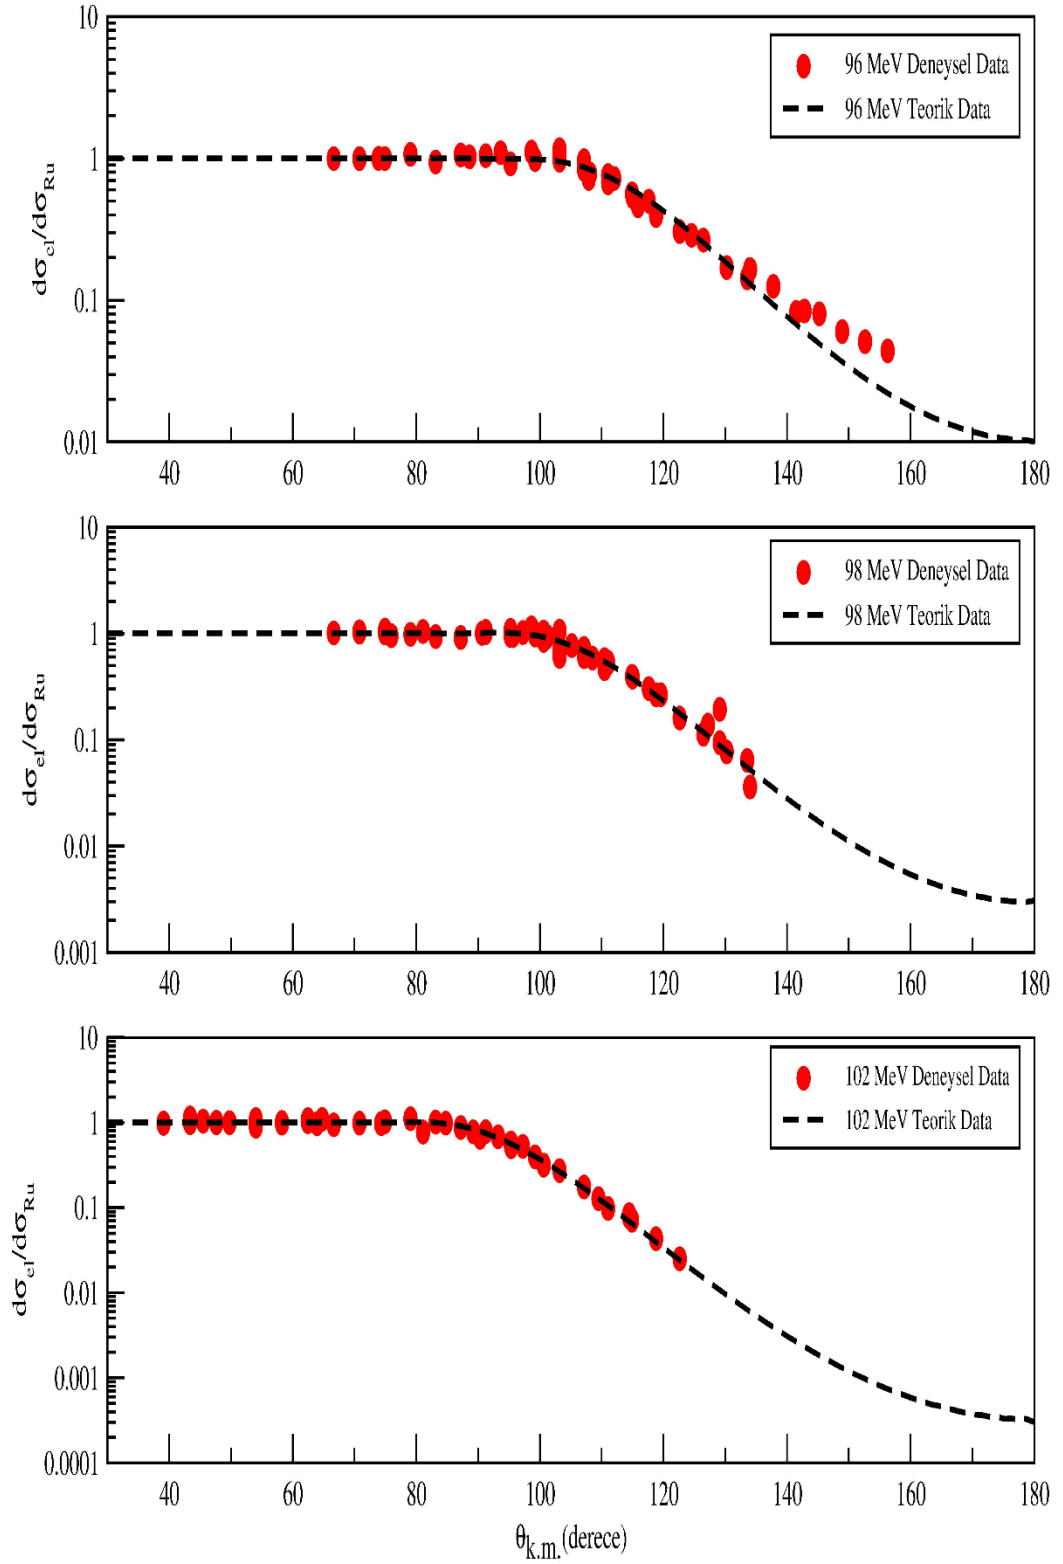 10
1
0.1
0.01
dσel/dσRu
96 MeV Deneysel Data
96 MeV Teorik Data
40 60 80 100 120 140 160 180
10
1
0.1
0.01
0.001
dσel/dσRu
98 MeV Deneysel Data
98 MeV Teorik Data
40 60 80 100 120 140 160 180
10
1
0.1
0.01
0.001
0.0001
dσel/dσRu
102 MeV Deneysel Data
102 MeV Teorik Data
40 60 80 100 120 140 160 180
θk.m.(derece)